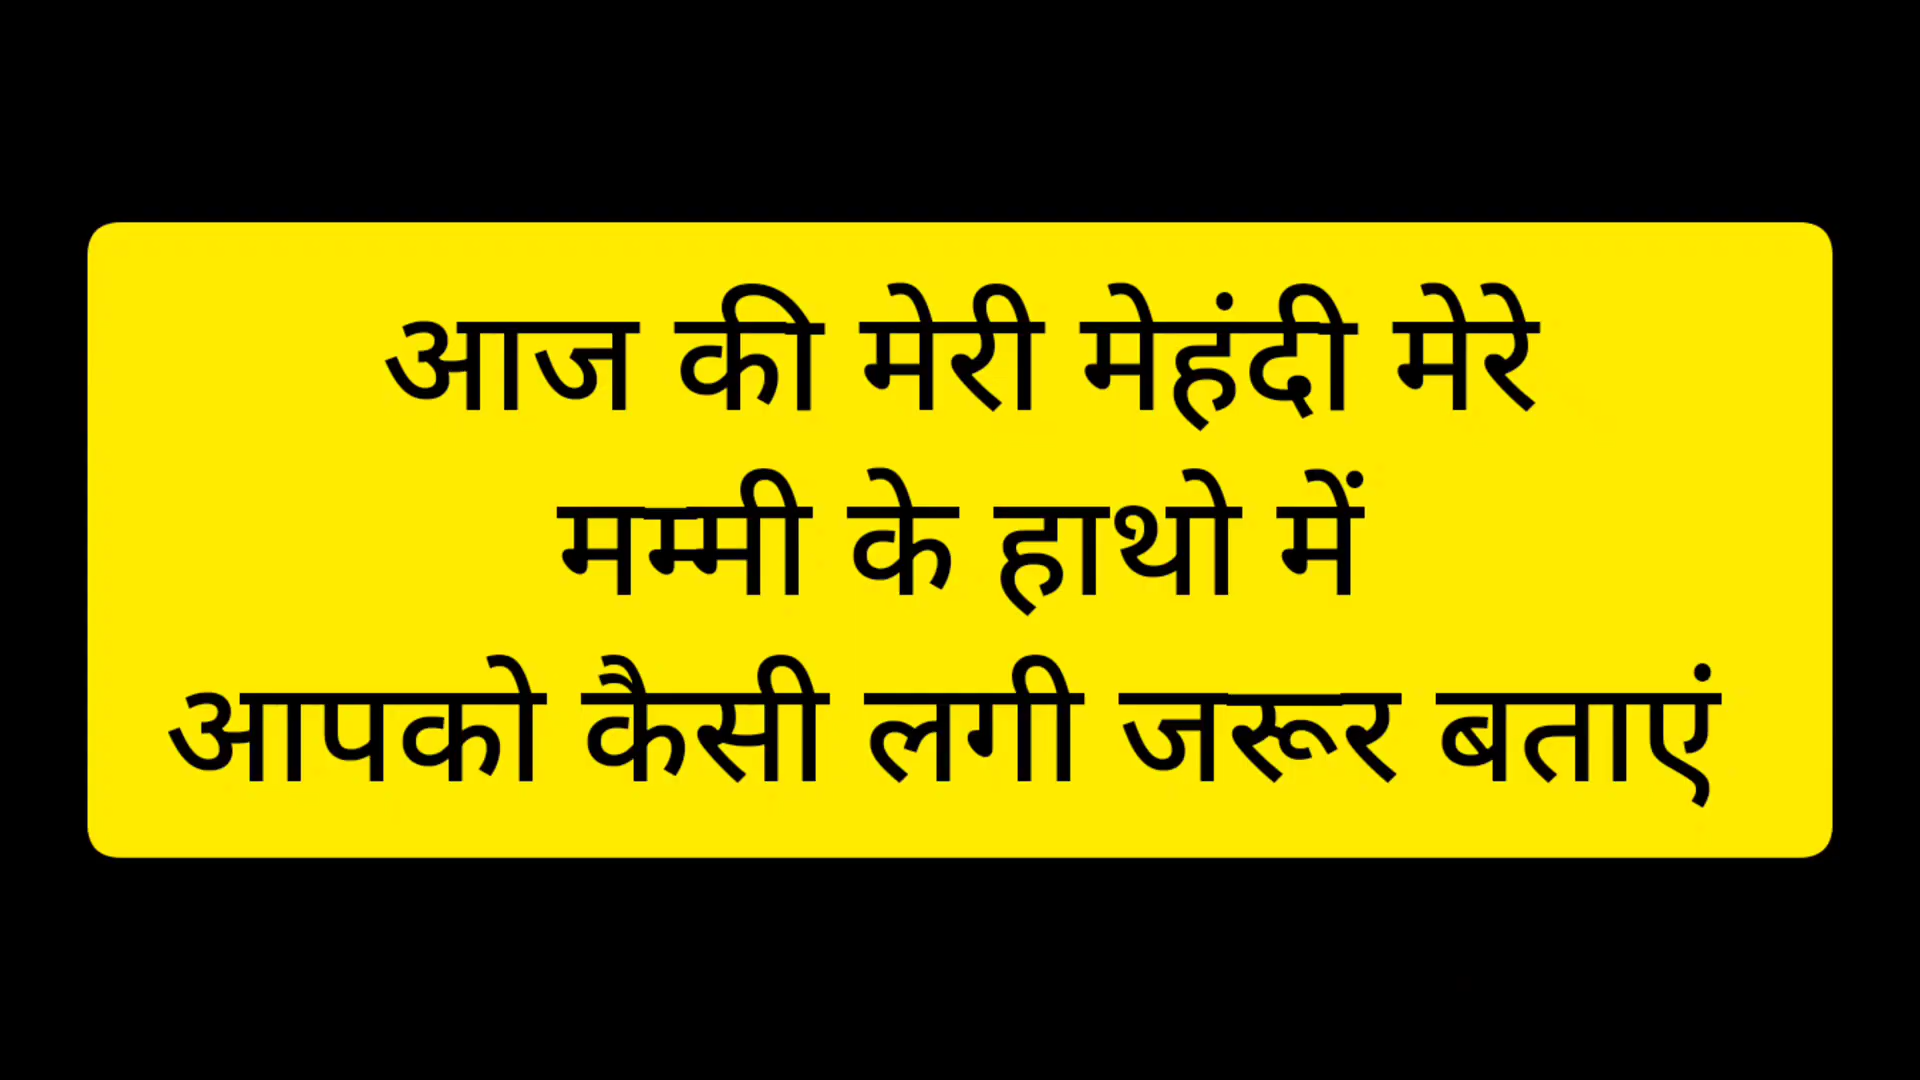 आज की मेरी मेहंदी मेरे
मम्मी के हाथो में
आपको कैसी लगी जरूर बताएं